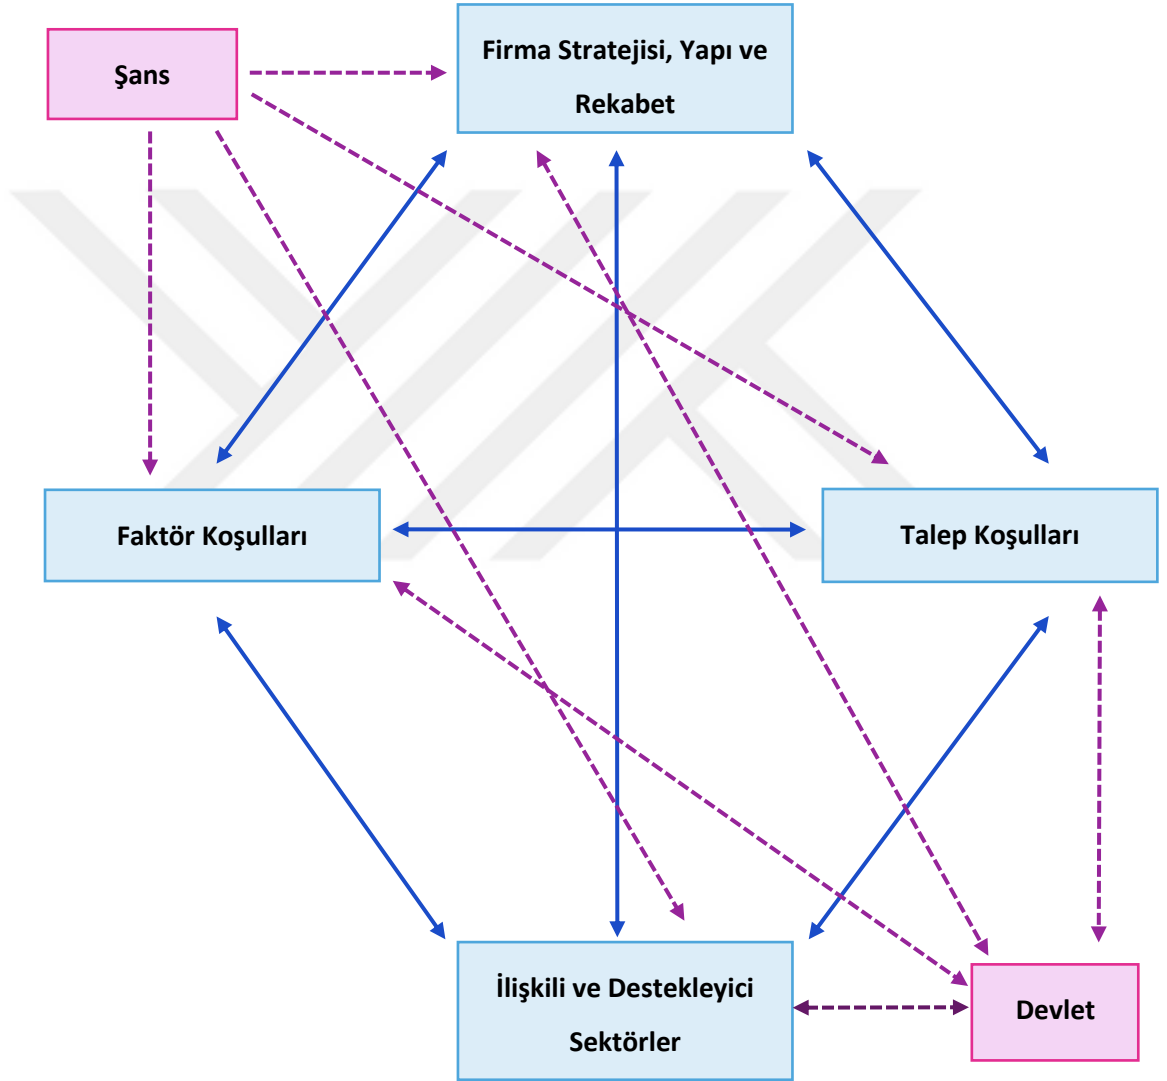 Şans
Firma Stratejisi, Yapı ve
Rekabet
Faktör Koşulları
Talep Koşulları
İlişkili ve Destekleyici
Sektörler
Devlet